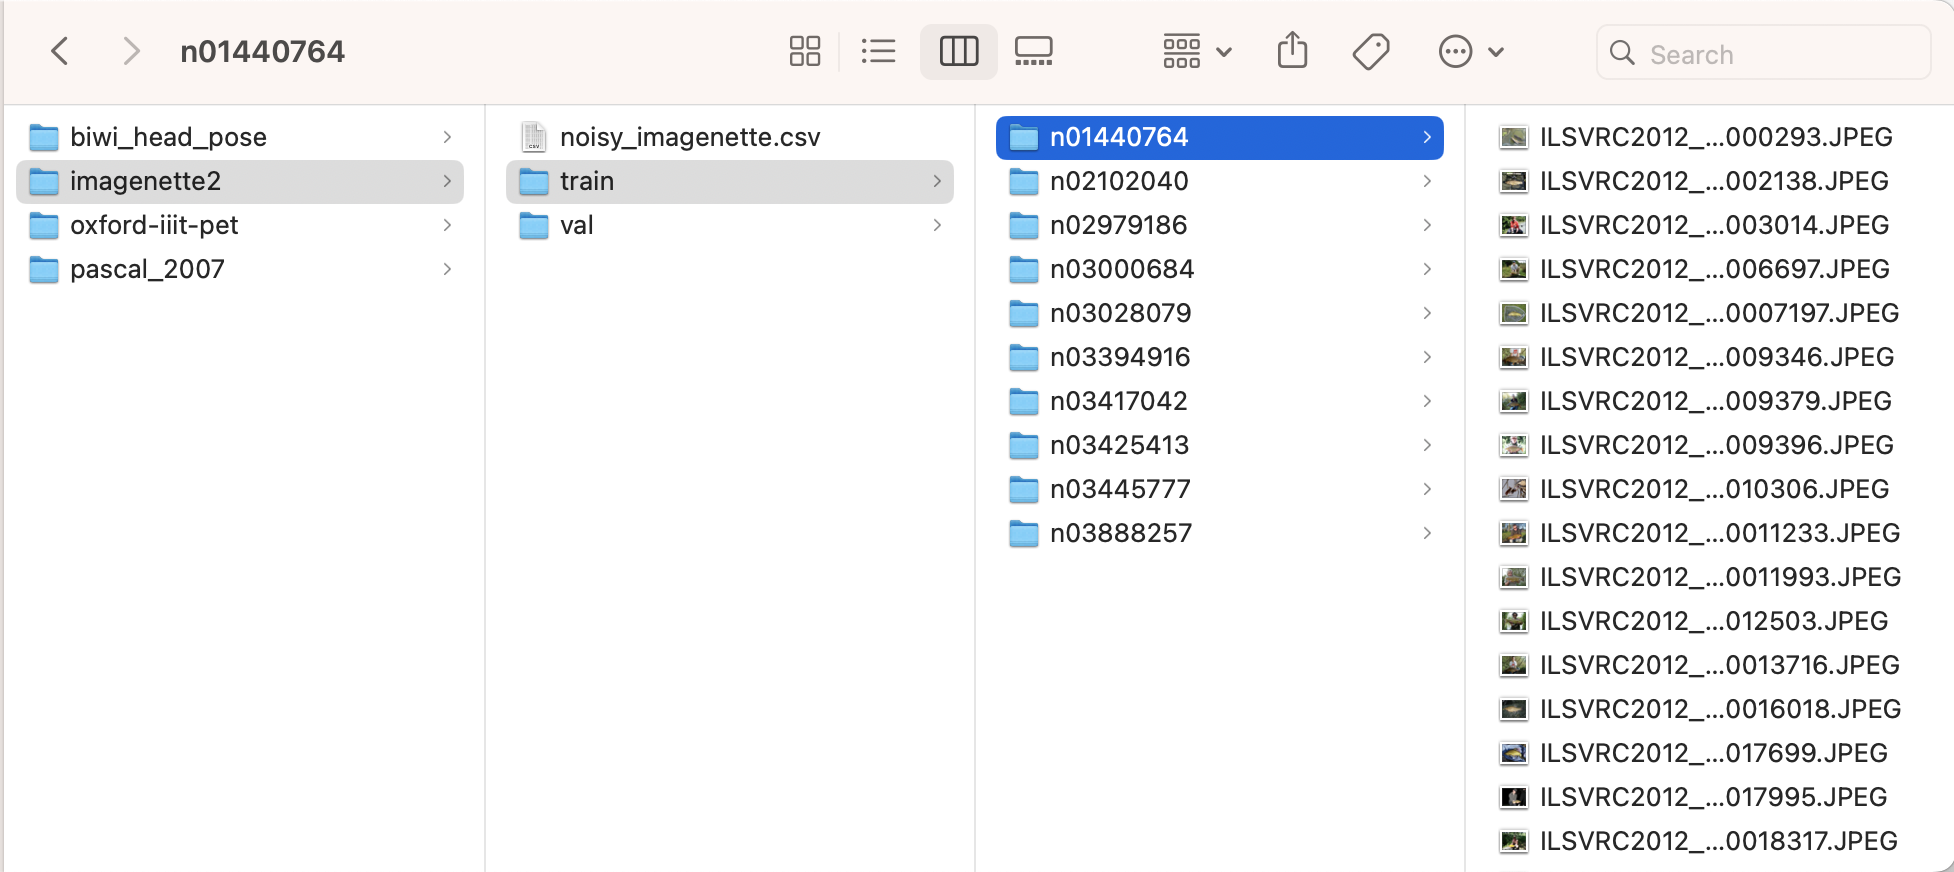 n01440764
Search
biwi_head_pose
imagenette2
oxford-iiit-pet
pascal_2007
noisy_imagenette.csv
train
val
n01440764
n02102040
n02979186
n03000684
n03028079
n03394916
n03417042
n03425413
n03445777
n03888257
ILSVRC2012_...000293.JPEG
ILSVRC2012_...002138.JPEG
ILSVRC2012_...003014.JPEG
ILSVRC2012_...006697.JPEG
ILSVRC2012_...0007197.JPEG
ILSVRC2012_...009346.JPEG
ILSVRC2012_...009379.JPEG
ILSVRC2012_...009396.JPEG
ILSVRC2012_...010306.JPEG
ILSVRC2012_...0011233.JPEG
ILSVRC2012_...0011993.JPEG
ILSVRC2012_...012503.JPEG
ILSVRC2012_...0013716.JPEG
ILSVRC2012_...0016018.JPEG
ILSVRC2012_...017699.JPEG
ILSVRC2012_...017995.JPEG
ILSVRC2012_...0018317.JPEG